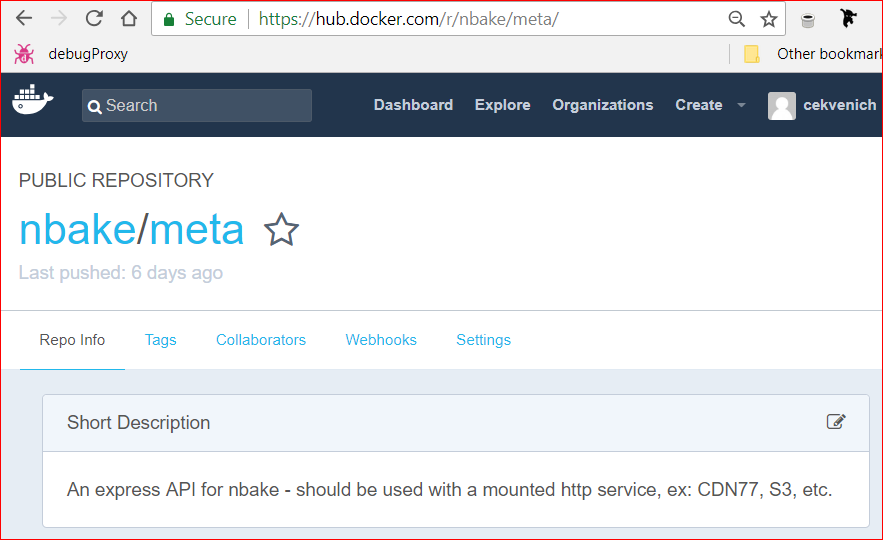 Secure https://hub.docker.com/r/nbake/meta/
debugProxy Other bookmark
Search Dashboard Explore Organizations Create cekvenich
PUBLIC REPOSITORY
nbake/meta
Last pushed: 6 days ago
Repo Info Tags Collaborators Webhooks Settings
Short Description
An express API for nbake - should be used with a mounted http service, ex: CDN77, S3, etc.